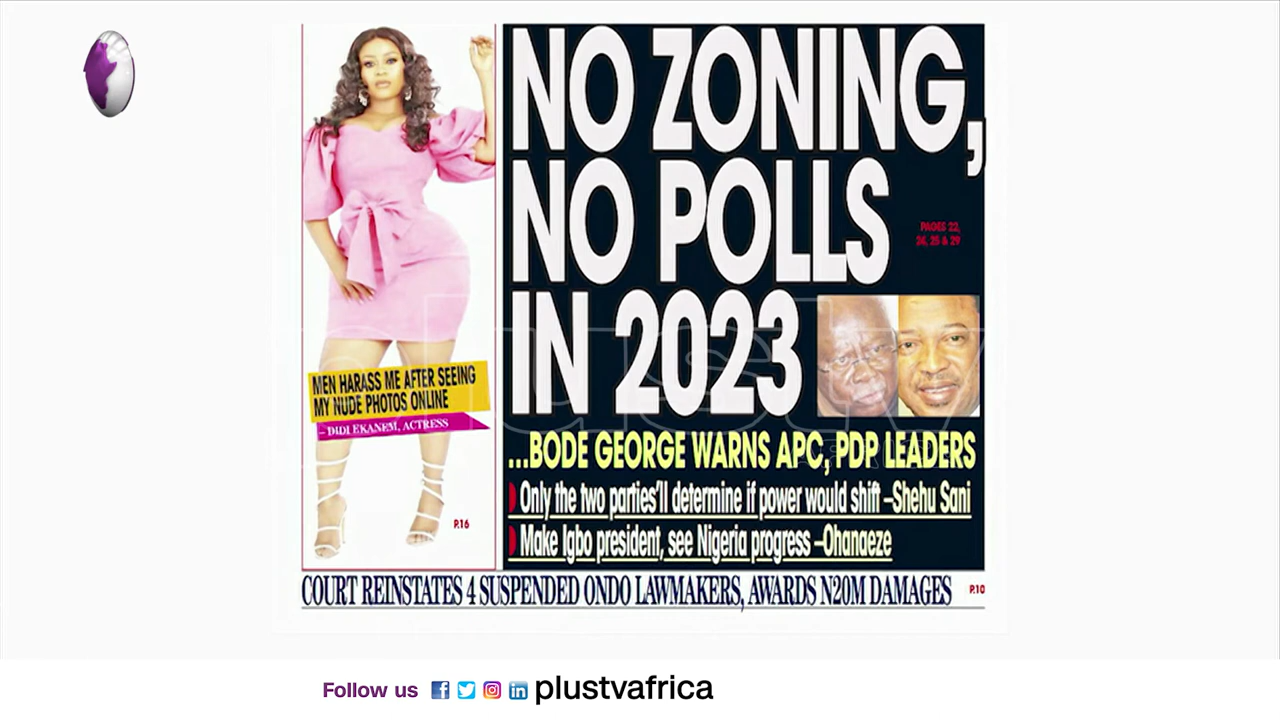 NO ZONING,
NO POLLS
IN 2023
PAGES 22,
24, 25 & 29
...BODE GEORGE WARNS APC, PDP LEADERS
Only the two parties'll determine if power would shift –Shehu Sani
Make Igbo president, see Nigeria progress –Ohanaeze
MEN HARASS ME AFTER SEEING
MY NUDE PHOTOS ONLINE
– DIDI EKANEM, ACTRESS
P.16
COURT REINSTATES 4 SUSPENDED ONDO LAWMAKERS, AWARDS N20M DAMAGES
P.10
plustv
AFRICA
Follow us plustvafrica